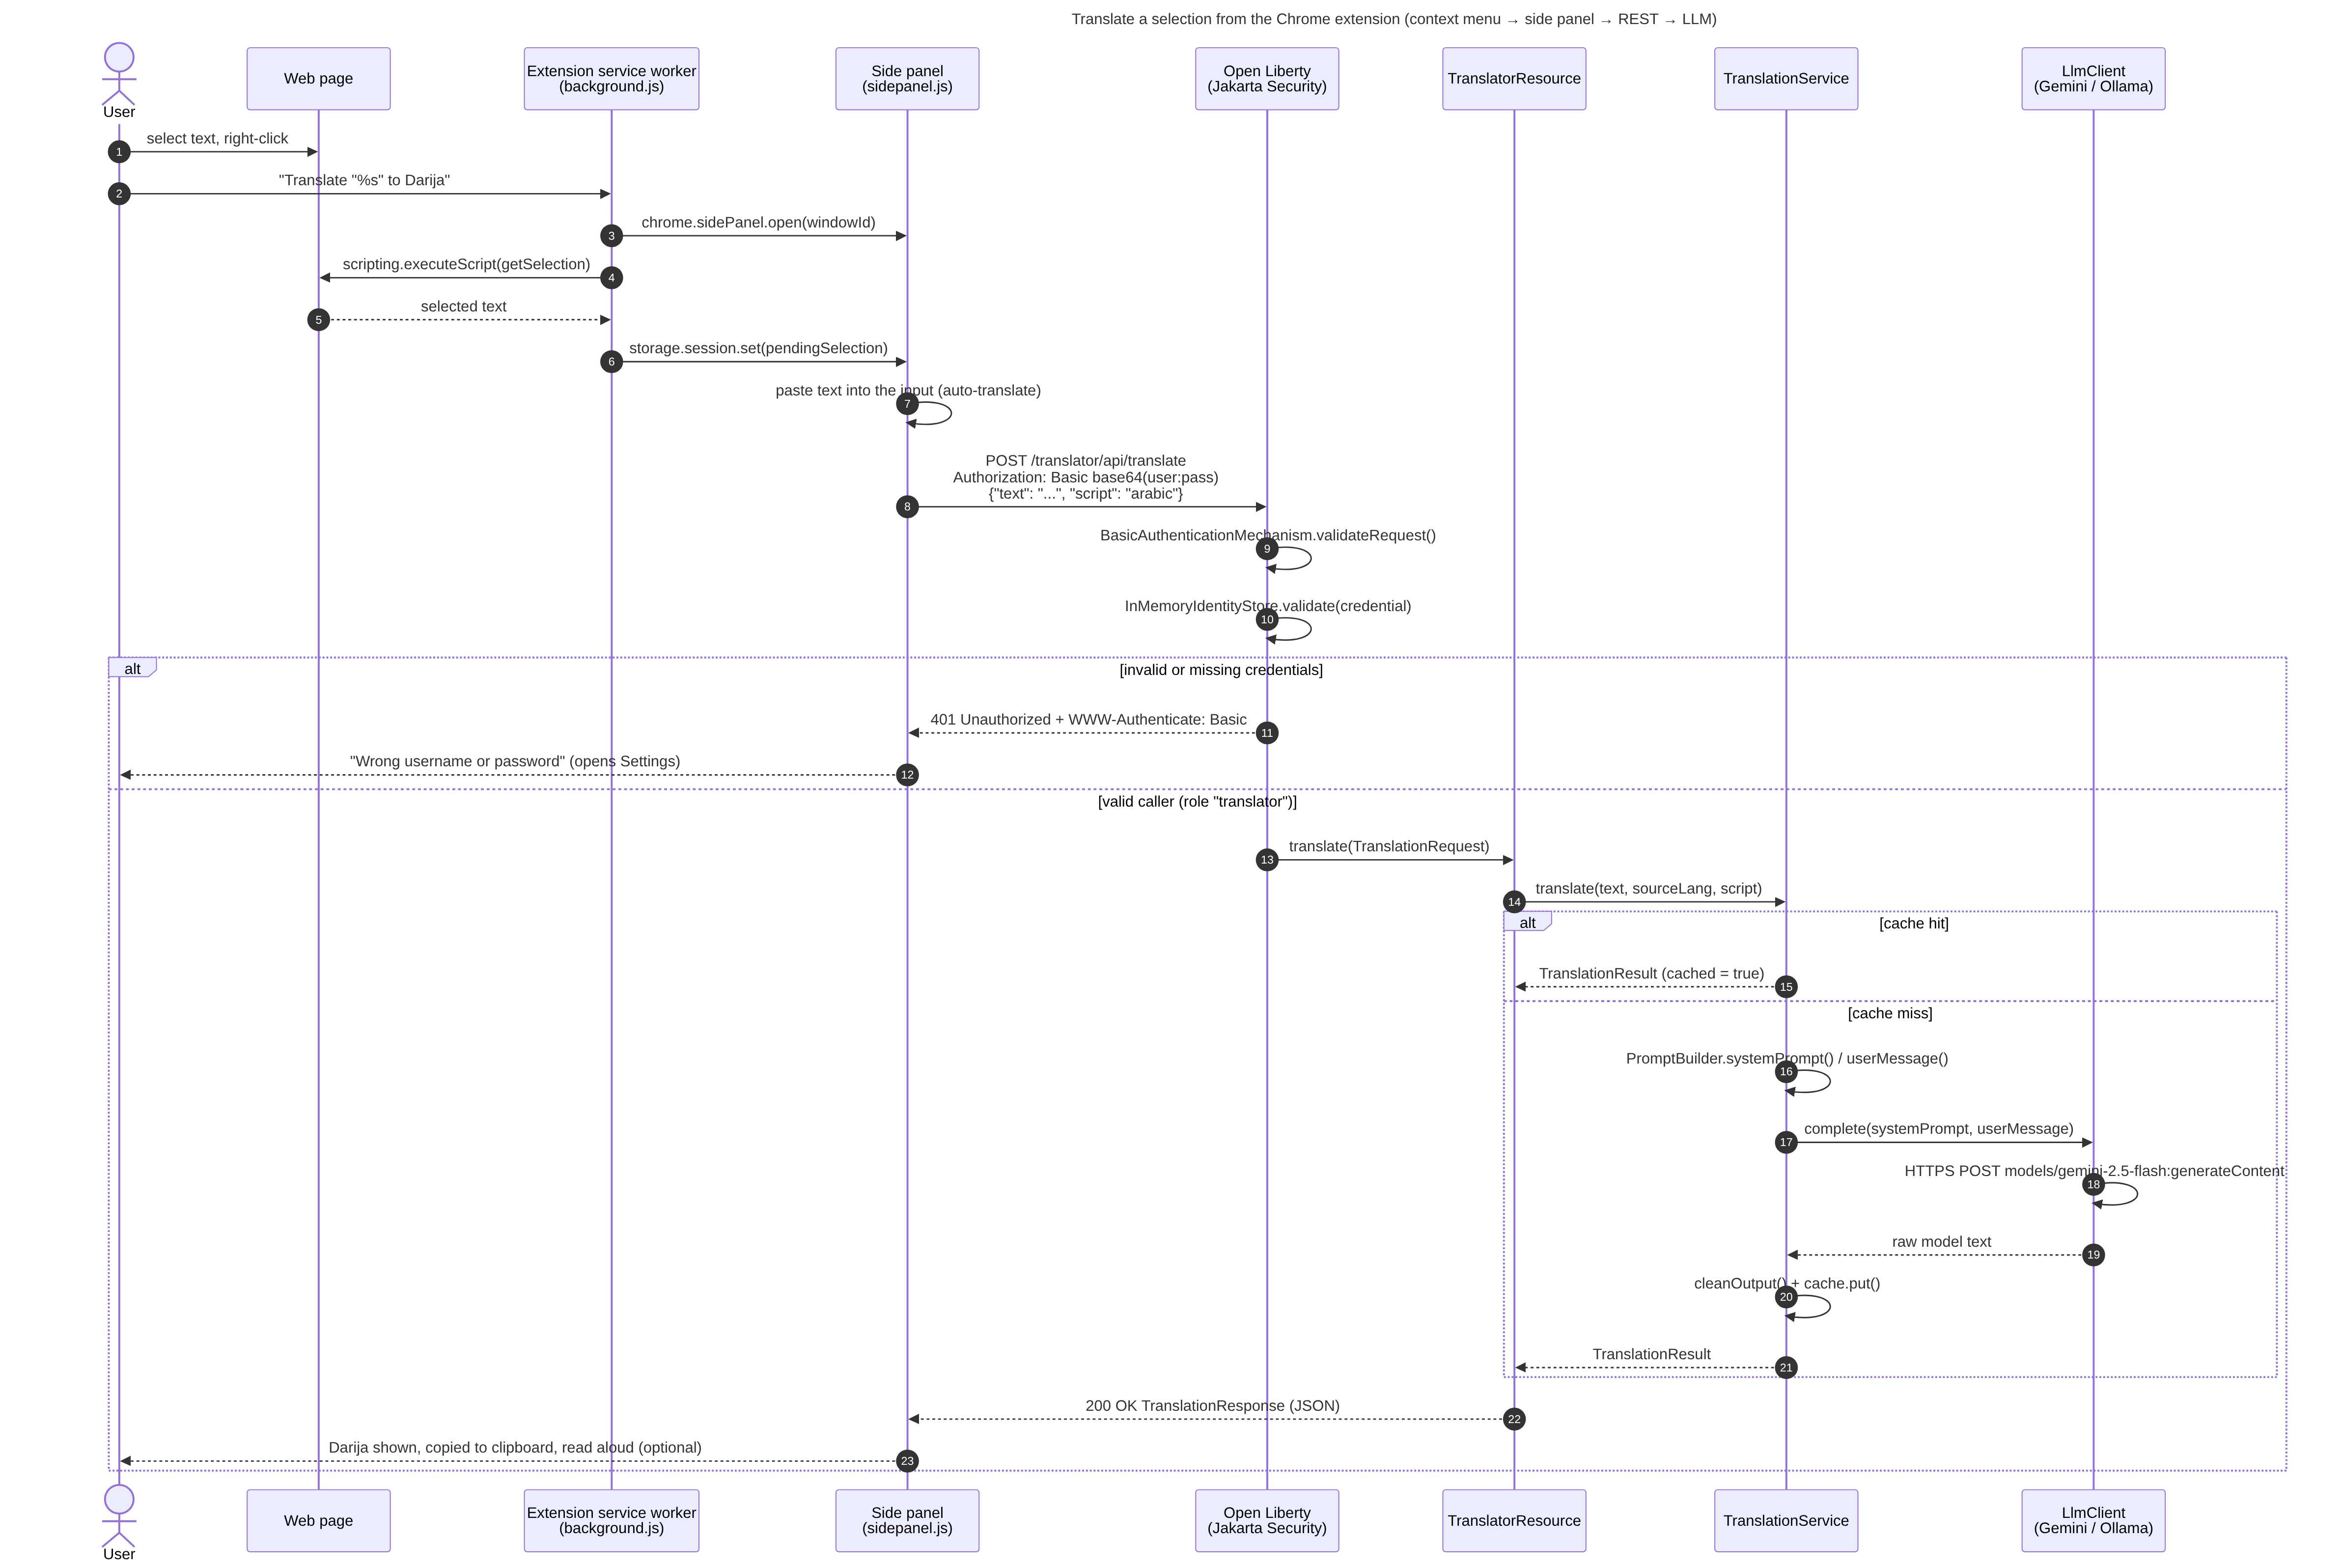 Translate a selection from the Chrome extension (context menu → side panel → REST → LLM)
User
Web page
Extension service worker
(background.js)
Side panel
(sidepanel.js)
Open Liberty
(Jakarta Security)
TranslatorResource
TranslationService
LlmClient
(Gemini / Ollama)
1
select text, right-click
2
"Translate "%s" to Darija"
3
chrome.sidePanel.open(windowId)
4
scripting.executeScript(getSelection)
5
selected text
6
storage.session.set(pendingSelection)
7
paste text into the input (auto-translate)
8
POST /translator/api/translate
Authorization: Basic base64(user:pass)
{"text": "...", "script": "arabic"}
9
BasicAuthenticationMechanism.validateRequest()
10
InMemoryIdentityStore.validate(credential)
alt
[invalid or missing credentials]
11
401 Unauthorized + WWW-Authenticate: Basic
12
"Wrong username or password" (opens Settings)
[valid caller (role "translator")]
13
translate(TranslationRequest)
14
translate(text, sourceLang, script)
alt
[cache hit]
15
TranslationResult (cached = true)
[cache miss]
16
PromptBuilder.systemPrompt() / userMessage()
17
complete(systemPrompt, userMessage)
18
HTTPS POST models/gemini-2.5-flash:generateContent
19
raw model text
20
cleanOutput() + cache.put()
21
TranslationResult
22
200 OK TranslationResponse (JSON)
23
Darija shown, copied to clipboard, read aloud (optional)
User
Web page
Extension service worker
(background.js)
Side panel
(sidepanel.js)
Open Liberty
(Jakarta Security)
TranslatorResource
TranslationService
LlmClient
(Gemini / Ollama)